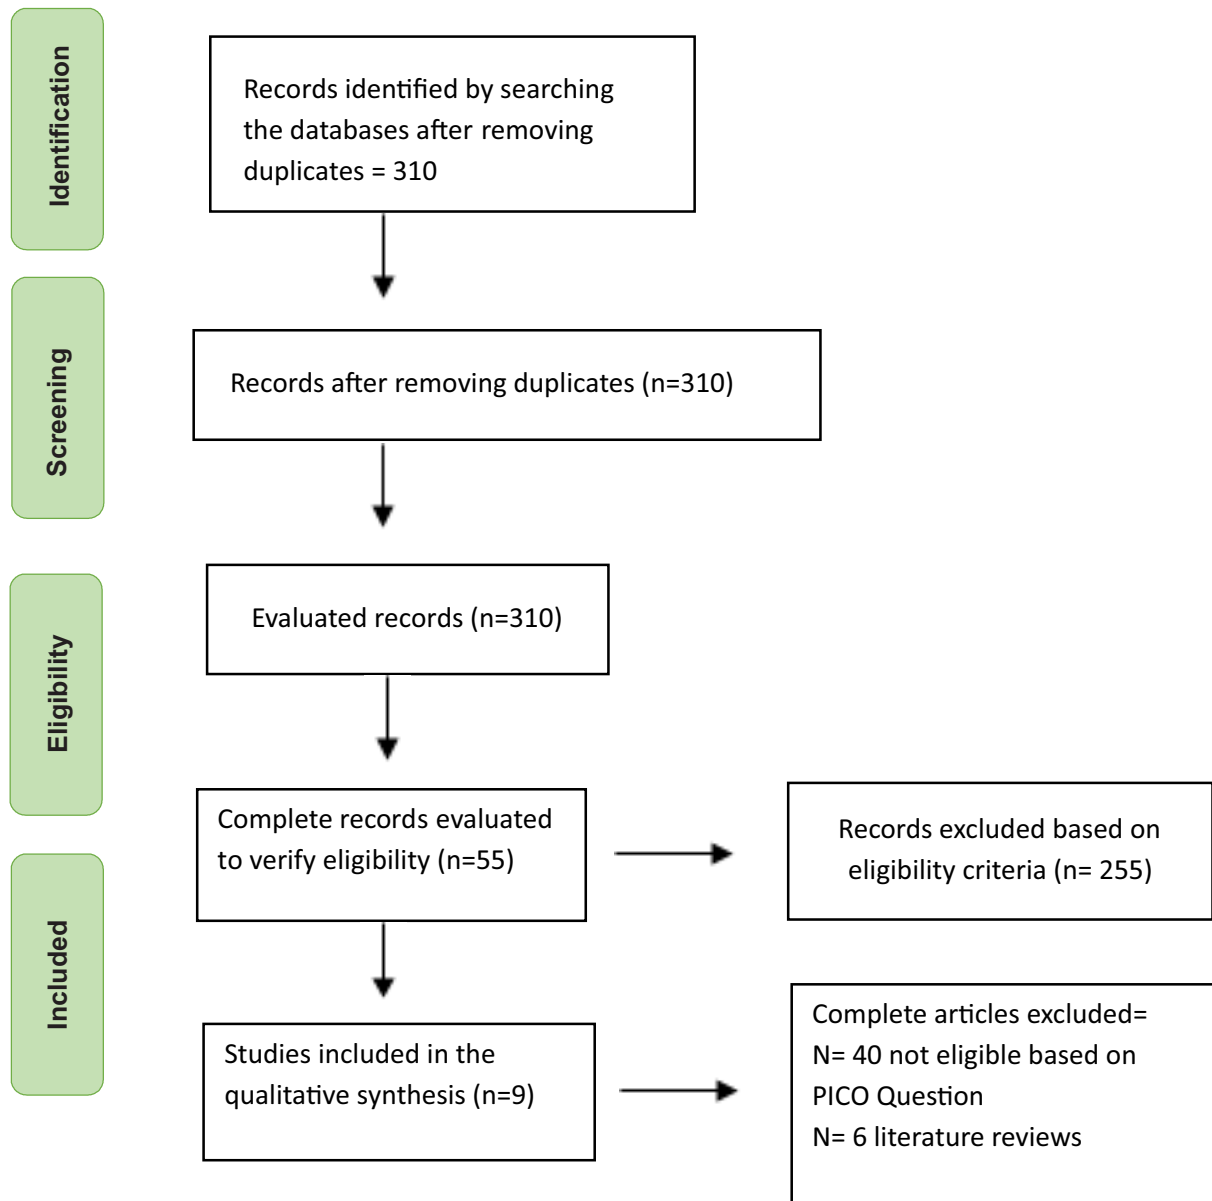 Identification
Records identified by searching
the databases after removing
duplicates = 310
Screening
Records after removing duplicates (n=310)
Eligibility
Evaluated records (n=310)
Complete records evaluated
to verify eligibility (n=55)
Records excluded based on
eligibility criteria (n= 255)
Included
Studies included in the
qualitative synthesis (n=9)
Complete articles excluded=
N= 40 not eligible based on
PICO Question
N= 6 literature reviews